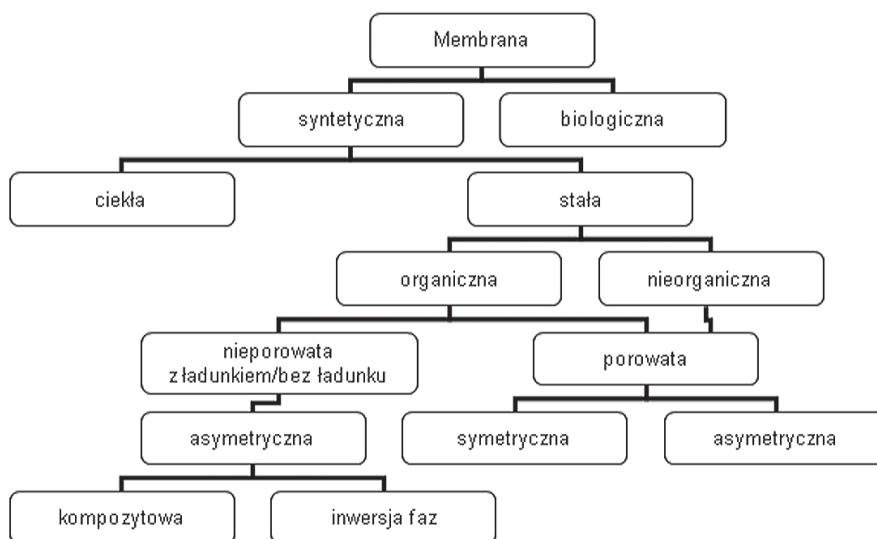 Membrana
syntetyczna
biologiczna
ciekła
stała
organiczna
nieorganiczna
nieporowata
z ładunkiem/bez ładunku
porowata
asymetryczna
symetryczna
asymetryczna
kompozytowa
inwersja faz